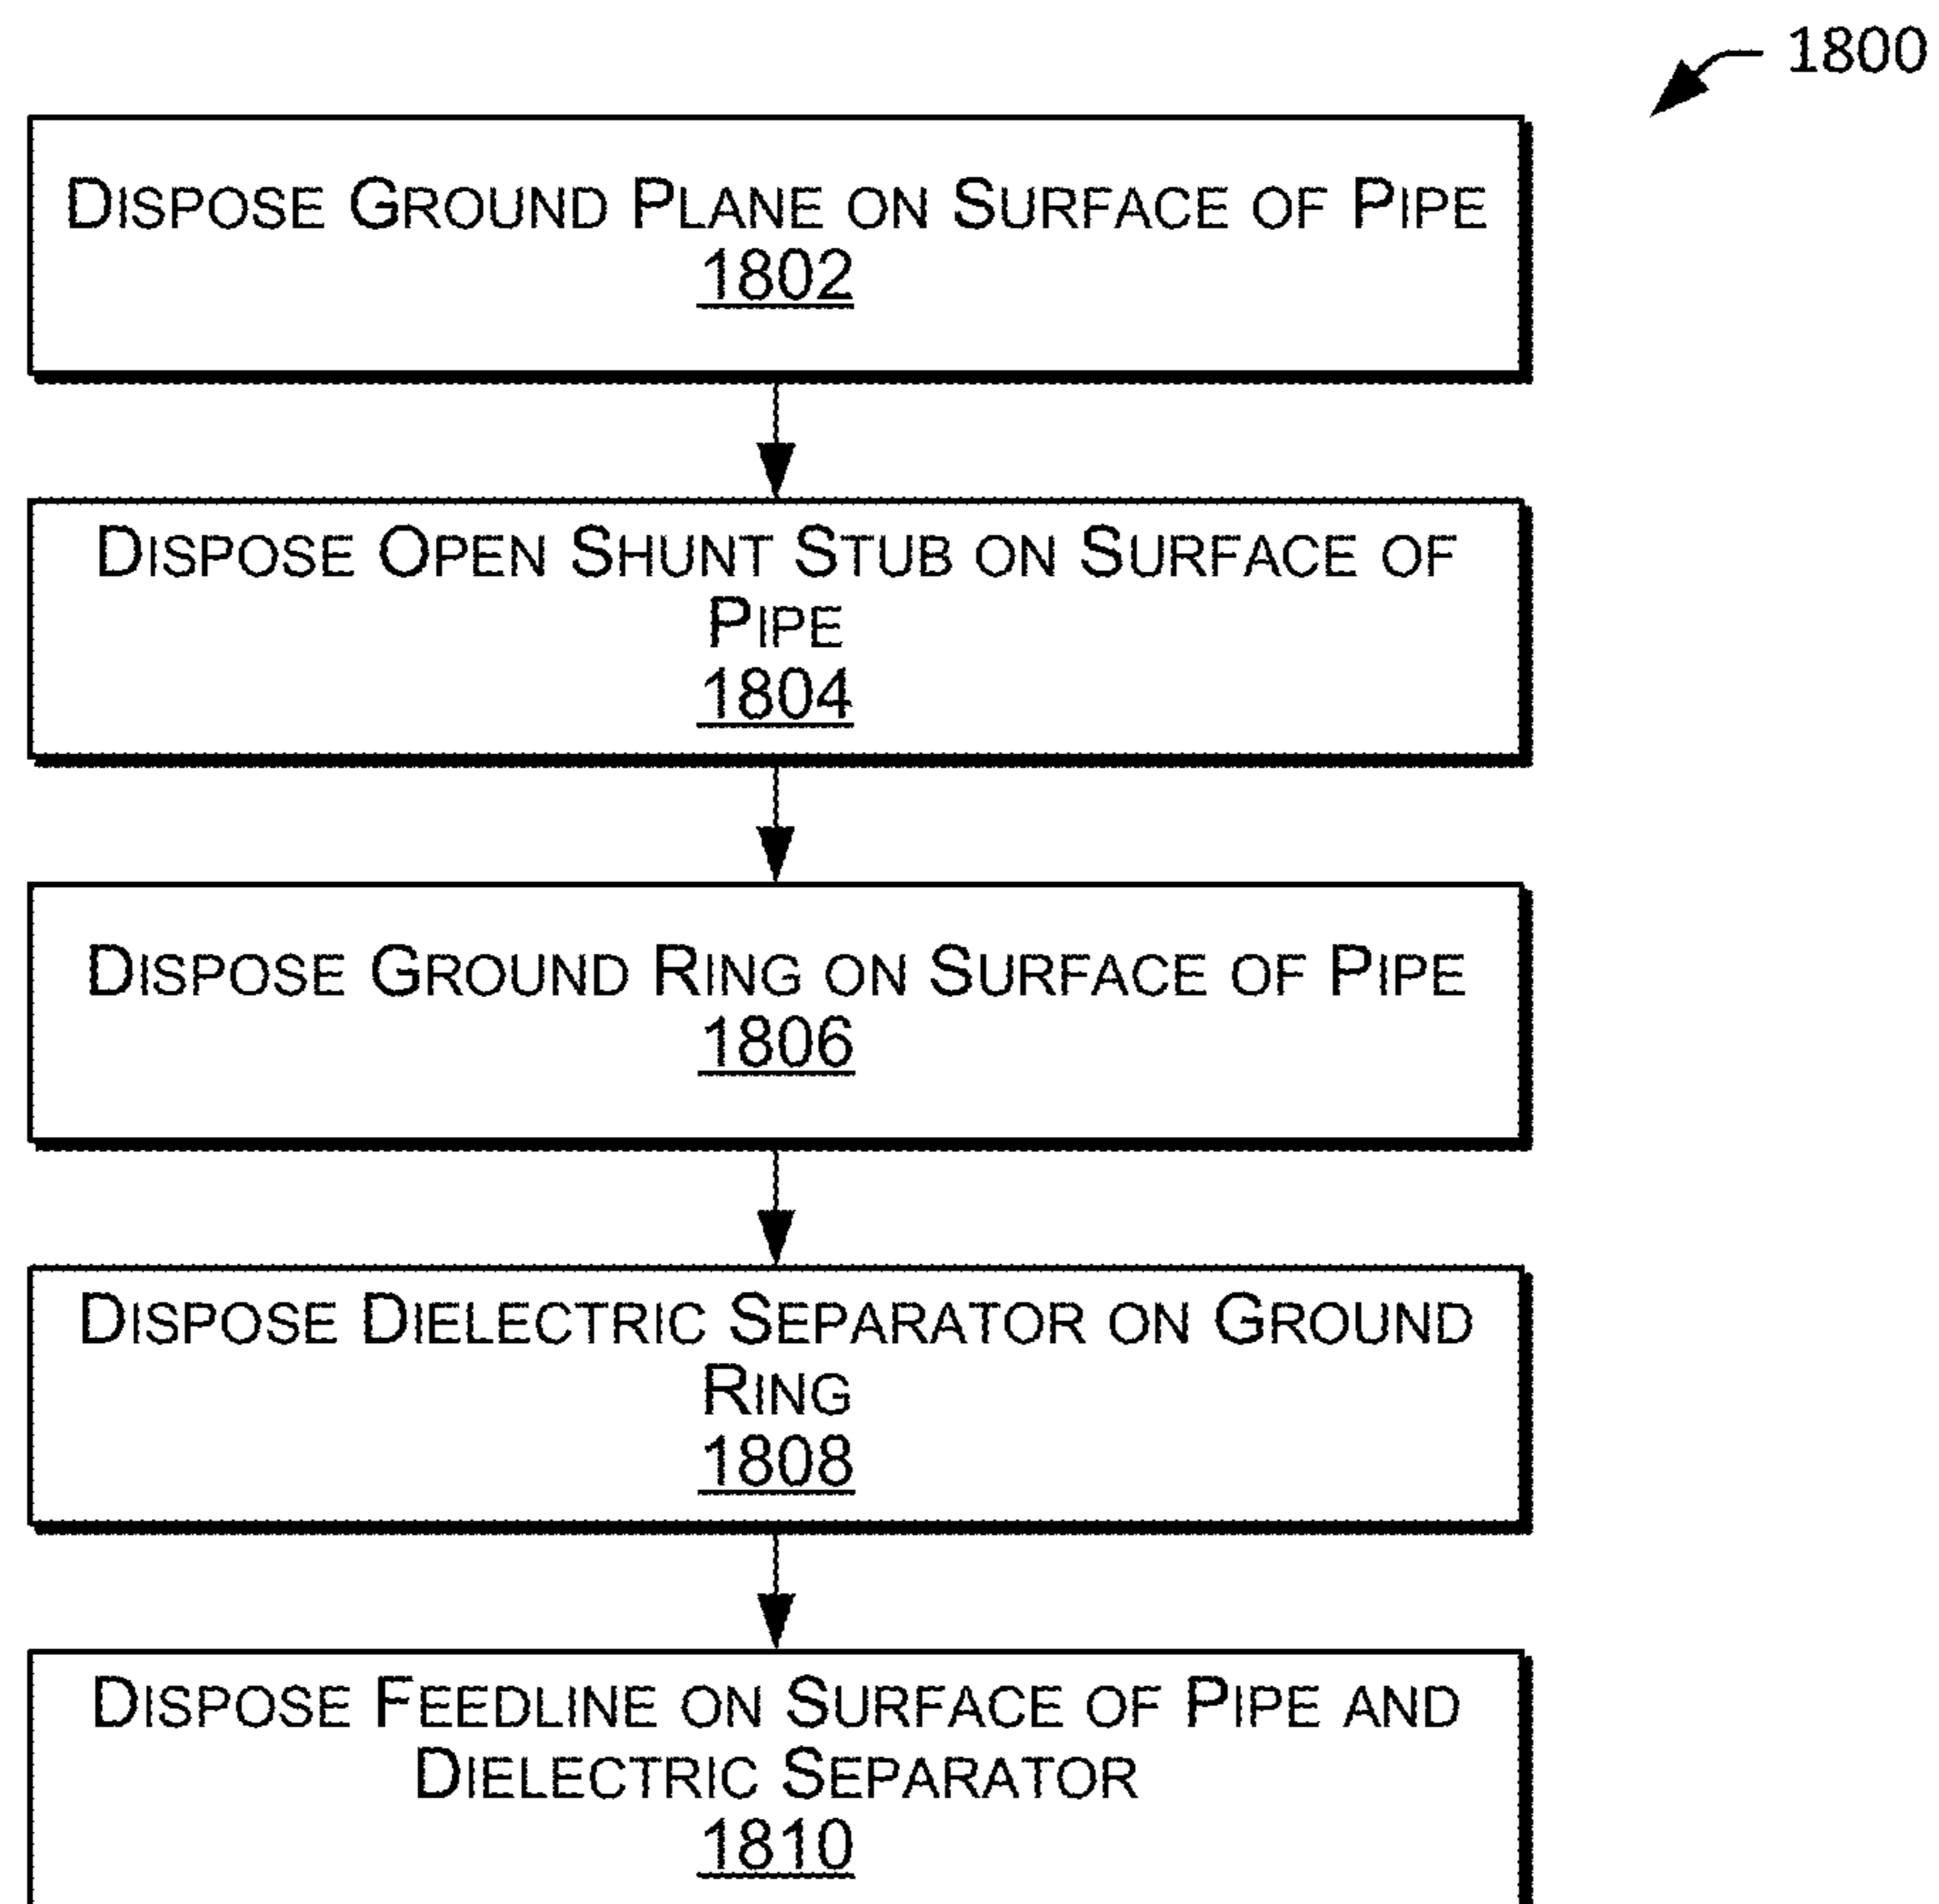 1800
DISPOSE GROUND PLANE ON SURFACE OF PIPE
1802
DISPOSE OPEN SHUNT STUB ON SURFACE OF
PIPE
1804
DISPOSE GROUND RING ON SURFACE OF PIPE
1806
DISPOSE DIELECTRIC SEPARATOR ON GROUND
RING
1808
DISPOSE FEEDLINE ON SURFACE OF PIPE AND
DIELECTRIC SEPARATOR
1810